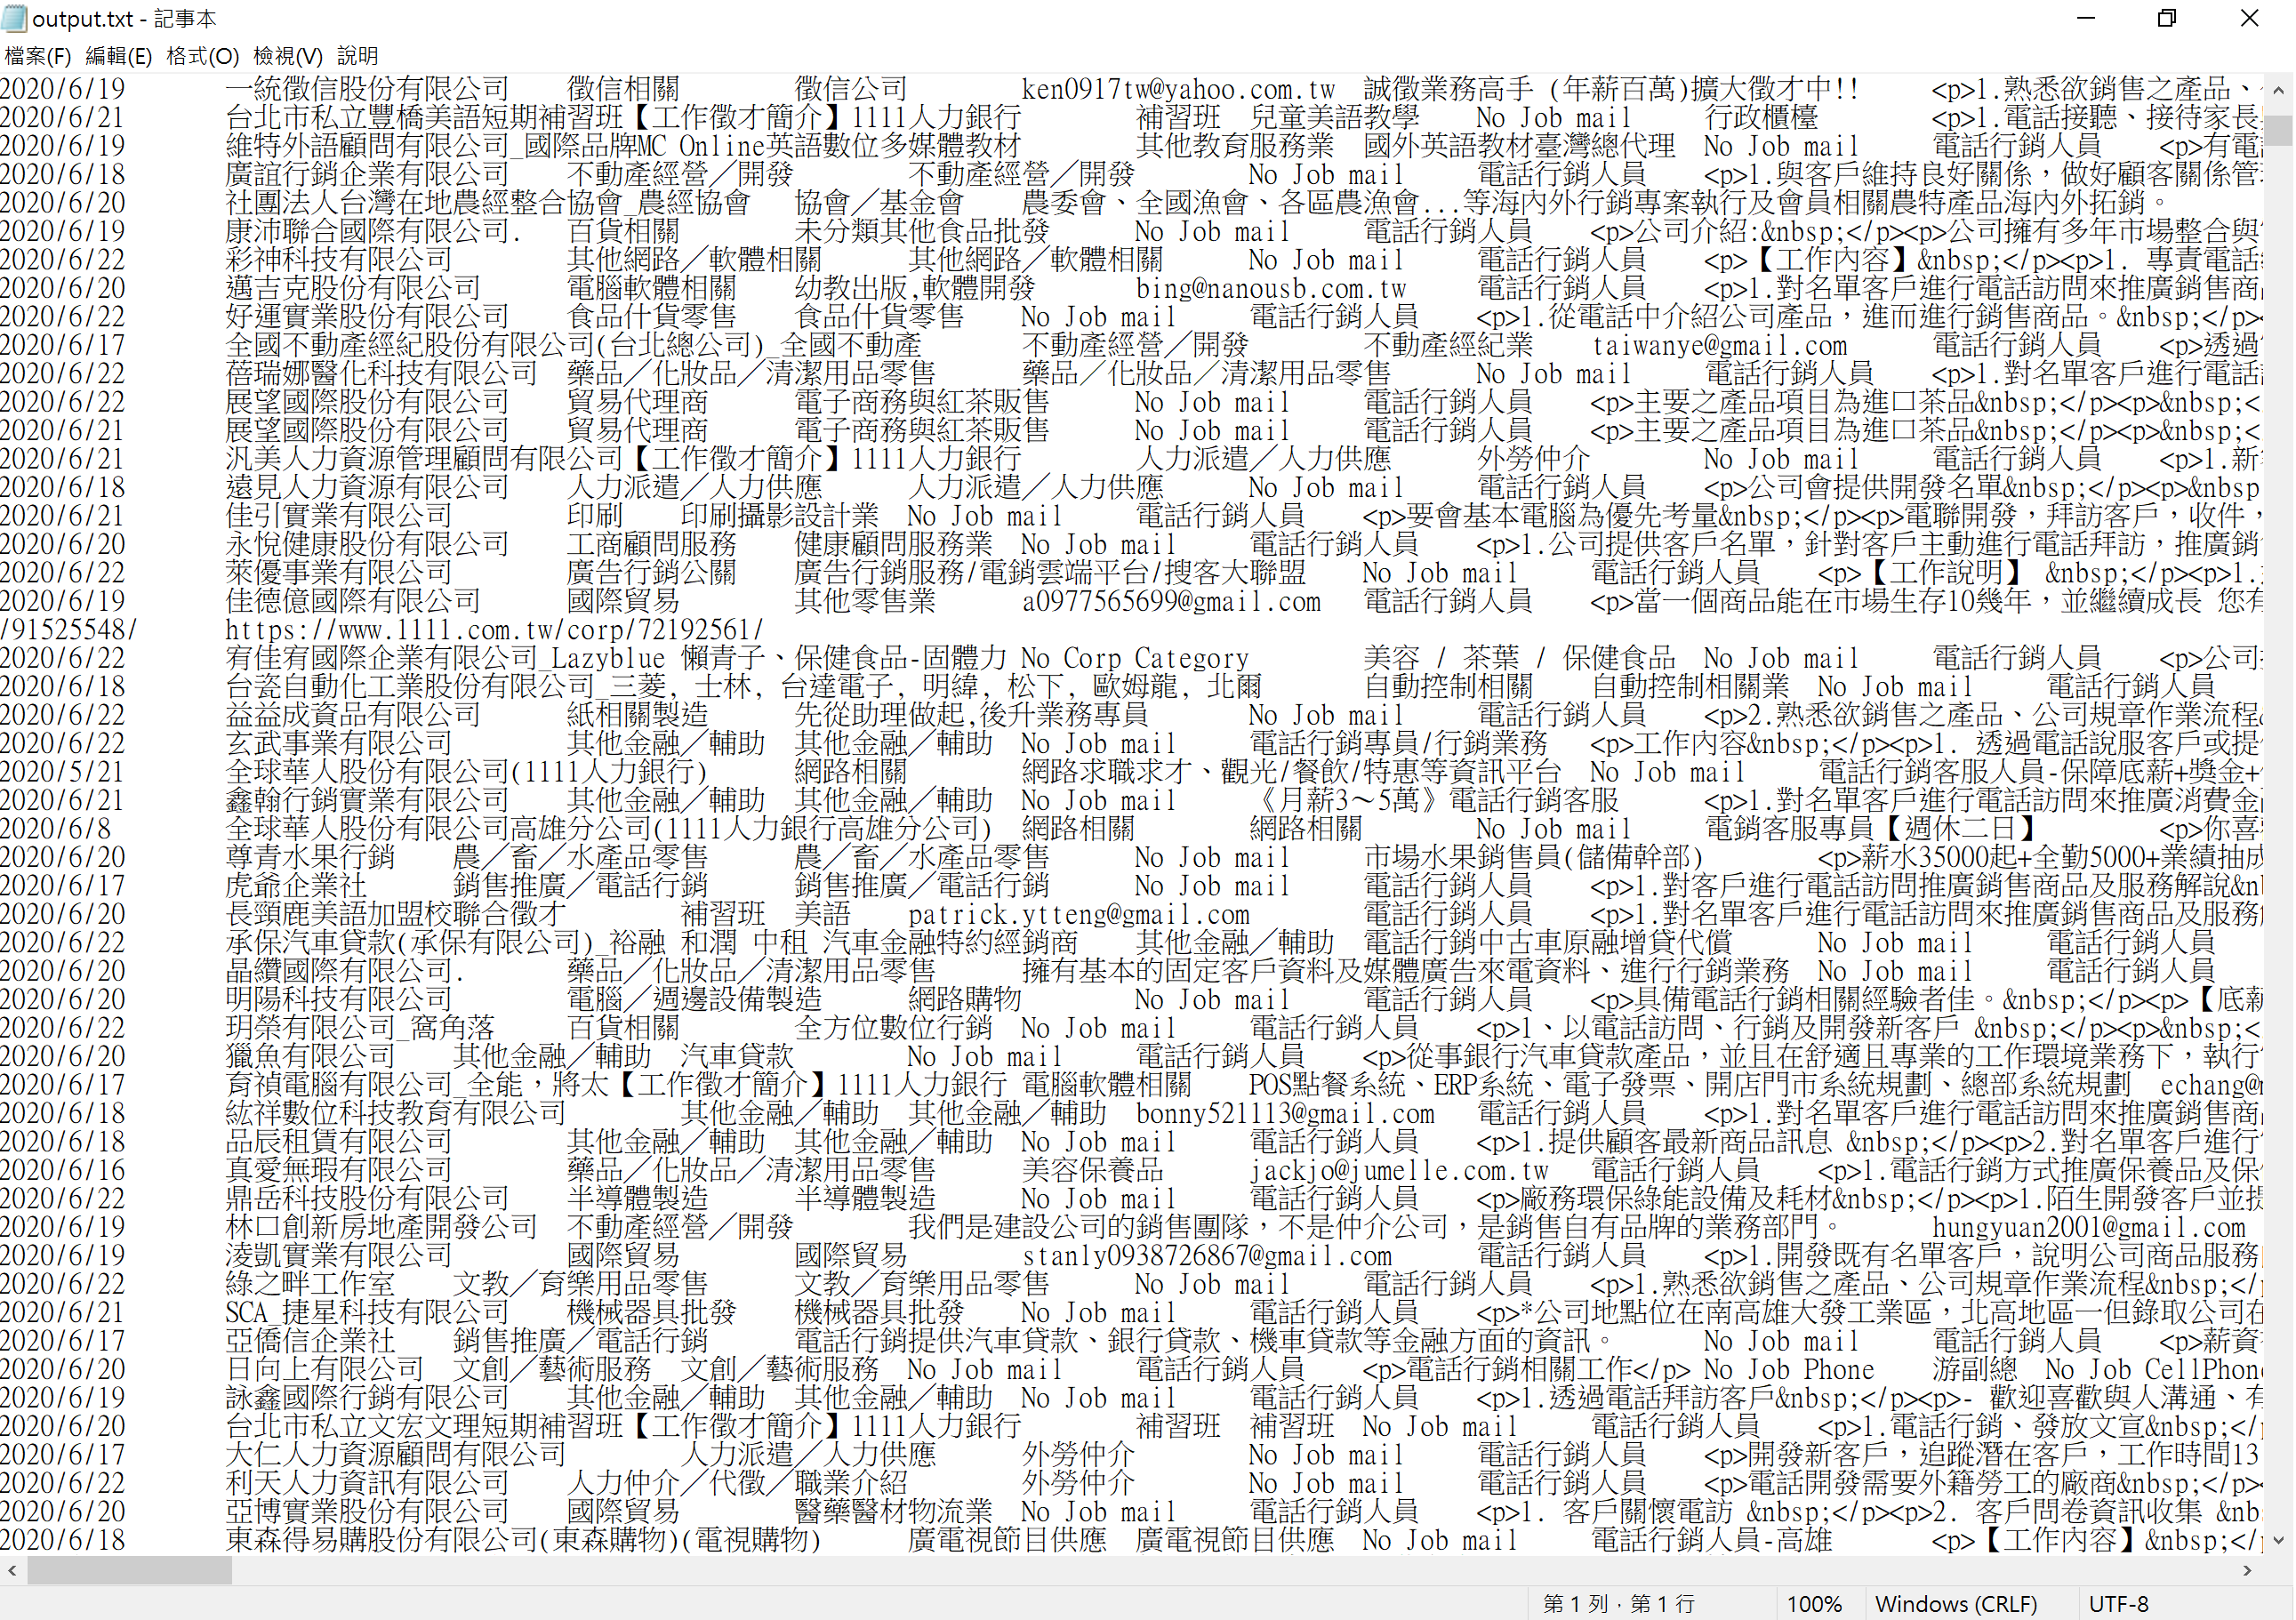 output.txt - 記事本
檔案(F) 編輯(E) 格式(O) 檢視(V) 說明
2020/6/19 一統徵信股份有限公司 徵信相關 徵信公司 ken0917tw@yahoo.com.tw 誠徵業務高手 (年薪百萬)擴大徵才中!! <p>1.熟悉欲銷售之產品、
2020/6/21 台北市私立豐橋美語短期補習班【工作徵才簡介】1111人力銀行 補習班 兒童美語教學 No Job mail 行政櫃檯 <p>1.電話接聽、接待家長
2020/6/19 維特外語顧問有限公司_國際品牌MC Online英語數位多媒體教材 其他教育服務業 國外英語教材臺灣總代理 No Job mail 電話行銷人員 <p>有電
2020/6/18 廣誼行銷企業有限公司 不動產經營／開發 不動產經營／開發 No Job mail 電話行銷人員 <p>1.與客戶維持良好關係，做好顧客關係管
2020/6/20 社團法人台灣在地農經整合協會_農經協會 協會／基金會 農委會、全國漁會、各區農漁會...等海內外行銷專案執行及會員相關農特產品海內外拓銷。
2020/6/19 康沛聯合國際有限公司. 百貨相關 未分類其他食品批發 No Job mail 電話行銷人員 <p>公司介紹:&nbsp;</p><p>公司擁有多年市場整合與
2020/6/22 彩神科技有限公司 其他網路／軟體相關 其他網路／軟體相關 No Job mail 電話行銷人員 <p>【工作內容】&nbsp;</p><p>1. 專責電話
2020/6/20 邁吉克股份有限公司 電腦軟體相關 幼教出版,軟體開發 bing@nanousb.com.tw 電話行銷人員 <p>1.對名單客戶進行電話訪問來推廣銷售商
2020/6/22 好運實業股份有限公司 食品什貨零售 食品什貨零售 No Job mail 電話行銷人員 <p>1.從電話中介紹公司產品，進而進行銷售商品。&nbsp;</p><
2020/6/17 全國不動產經紀股份有限公司(台北總公司)_全國不動產 不動產經營／開發 不動產經紀業 taiwanye@gmail.com 電話行銷人員 <p>透過
2020/6/22 蓓瑞娜醫化科技有限公司 藥品／化妝品／清潔用品零售 藥品／化妝品／清潔用品零售 No Job mail 電話行銷人員 <p>1.對名單客戶進行電話
2020/6/22 展望國際股份有限公司 貿易代理商 電子商務與紅茶販售 No Job mail 電話行銷人員 <p>主要之產品項目為進口茶品&nbsp;</p><p>&nbsp;<
2020/6/21 展望國際股份有限公司 貿易代理商 電子商務與紅茶販售 No Job mail 電話行銷人員 <p>主要之產品項目為進口茶品&nbsp;</p><p>&nbsp;<
2020/6/21 汎美人力資源管理顧問有限公司【工作徵才簡介】1111人力銀行 人力派遣／人力供應 外勞仲介 No Job mail 電話行銷人員 <p>1.新
2020/6/18 遠見人力資源有限公司 人力派遣／人力供應 人力派遣／人力供應 No Job mail 電話行銷人員 <p>公司會提供開發名單&nbsp;</p><p>&nbsp
2020/6/21 佳引實業有限公司 印刷 印刷攝影設計業 No Job mail 電話行銷人員 <p>要會基本電腦為優先考量&nbsp;</p><p>電聯開發，拜訪客戶，收件，
2020/6/20 永悅健康股份有限公司 工商顧問服務 健康顧問服務業 No Job mail 電話行銷人員 <p>1.公司提供客戶名單，針對客戶主動進行電話拜訪，推廣銷
2020/6/22 萊優事業有限公司 廣告行銷公關 廣告行銷服務/電銷雲端平台/搜客大聯盟 No Job mail 電話行銷人員 <p>【工作說明】 &nbsp;</p><p>1.
2020/6/19 佳德億國際有限公司 國際貿易 其他零售業 a0977565699@gmail.com 電話行銷人員 <p>當一個商品能在市場生存10幾年，並繼續成長 您有
/91525548/ https://www.1111.com.tw/corp/72192561/
2020/6/22 宥佳宥國際企業有限公司_Lazyblue 懶青子、保健食品-固體力 No Corp Category 美容 / 茶葉 / 保健食品 No Job mail 電話行銷人員 <p>公司
2020/6/18 台瓷自動化工業股份有限公司_三菱, 士林, 台達電子, 明緯, 松下, 歐姆龍, 北爾 自動控制相關 自動控制相關業 No Job mail 電話行銷人員
2020/6/22 益益成資品有限公司 紙相關製造 先從助理做起,後升業務專員 No Job mail 電話行銷人員 <p>2.熟悉欲銷售之產品、公司規章作業流程&
2020/6/22 玄武事業有限公司 其他金融／輔助 其他金融／輔助 No Job mail 電話行銷專員/行銷業務 <p>工作內容&nbsp;</p><p>1. 透過電話說服客戶或提
2020/5/21 全球華人股份有限公司(1111人力銀行) 網路相關 網路求職求才、觀光/餐飲/特惠等資訊平台 No Job mail 電話行銷客服人員-保障底薪+獎金+
2020/6/21 鑫翰行銷實業有限公司 其他金融／輔助 其他金融／輔助 No Job mail 《月薪3～5萬》電話行銷客服 <p>1.對名單客戶進行電話訪問來推廣消費金
2020/6/8 全球華人股份有限公司高雄分公司(1111人力銀行高雄分公司) 網路相關 網路相關 No Job mail 電銷客服專員【週休二日】 <p>你喜
2020/6/20 尊青水果行銷 農／畜／水產品零售 農／畜／水產品零售 No Job mail 市場水果銷售員(儲備幹部) <p>薪水35000起+全勤5000+業績抽成
2020/6/17 虎爺企業社 銷售推廣／電話行銷 銷售推廣／電話行銷 No Job mail 電話行銷人員 <p>1.對客戶進行電話訪問推廣銷售商品及服務解說&n
2020/6/20 長頸鹿美語加盟校聯合徵才 補習班 美語 patrick.ytteng@gmail.com 電話行銷人員 <p>1.對名單客戶進行電話訪問來推廣銷售商品及服務
2020/6/22 承保汽車貸款(承保有限公司)_裕融 和潤 中租 汽車金融特約經銷商 其他金融／輔助 電話行銷中古車原融增貸代償 No Job mail 電話行銷人員
2020/6/20 晶纘國際有限公司. 藥品／化妝品／清潔用品零售 擁有基本的固定客戶資料及媒體廣告來電資料、進行行銷業務 No Job mail 電話行銷人員
2020/6/20 明陽科技有限公司 電腦／週邊設備製造 網路購物 No Job mail 電話行銷人員 <p>具備電話行銷相關經驗者佳。&nbsp;</p><p>【底薪
2020/6/22 玥榮有限公司_窩角落 百貨相關 全方位數位行銷 No Job mail 電話行銷人員 <p>1、以電話訪問、行銷及開發新客戶 &nbsp;</p><p>&nbsp;<
2020/6/20 獵魚有限公司 其他金融／輔助 汽車貸款 No Job mail 電話行銷人員 <p>從事銀行汽車貸款產品，並且在舒適且專業的工作環境業務下，執行
2020/6/17 育禎電腦有限公司_全能，將太【工作徵才簡介】1111人力銀行 電腦軟體相關 POS點餐系統、ERP系統、電子發票、開店門市系統規劃、總部系統規劃 echang@
2020/6/18 紘祥數位科技教育有限公司 其他金融／輔助 其他金融／輔助 bonny521113@gmail.com 電話行銷人員 <p>1.對名單客戶進行電話訪問來推廣銷售商
2020/6/18 品辰租賃有限公司 其他金融／輔助 其他金融／輔助 No Job mail 電話行銷人員 <p>1.提供顧客最新商品訊息 &nbsp;</p><p>2.對名單客戶進行
2020/6/16 真愛無瑕有限公司 藥品／化妝品／清潔用品零售 美容保養品 jackjo@jumelle.com.tw 電話行銷人員 <p>1.電話行銷方式推廣保養品及保
2020/6/22 鼎岳科技股份有限公司 半導體製造 半導體製造 No Job mail 電話行銷人員 <p>廠務環保綠能設備及耗材&nbsp;</p><p>1.陌生開發客戶並提
2020/6/19 林口創新房地產開發公司 不動產經營／開發 我們是建設公司的銷售團隊，不是仲介公司，是銷售自有品牌的業務部門。 hungyuan2001@gmail.com
2020/6/19 淩凱實業有限公司 國際貿易 國際貿易 stanly0938726867@gmail.com 電話行銷人員 <p>1.開發既有名單客戶，說明公司商品服務
2020/6/22 綠之畔工作室 文教／育樂用品零售 文教／育樂用品零售 No Job mail 電話行銷人員 <p>1.熟悉欲銷售之產品、公司規章作業流程&nbsp;</
2020/6/21 SCA_捷星科技有限公司 機械器具批發 機械器具批發 No Job mail 電話行銷人員 <p>*公司地點位在南高雄大發工業區，北高地區一但錄取公司在
2020/6/17 亞僑信企業社 銷售推廣／電話行銷 電話行銷提供汽車貸款、銀行貸款、機車貸款等金融方面的資訊。 No Job mail 電話行銷人員 <p>薪資
2020/6/20 日向上有限公司 文創／藝術服務 文創／藝術服務 No Job mail 電話行銷人員 <p>電話行銷相關工作</p> No Job Phone 游副總 No Job CellPhon
2020/6/19 詠鑫國際行銷有限公司 其他金融／輔助 其他金融／輔助 No Job mail 電話行銷人員 <p>1.透過電話拜訪客戶&nbsp;</p><p>- 歡迎喜歡與人溝通、有
2020/6/20 台北市私立文宏文理短期補習班【工作徵才簡介】1111人力銀行 補習班 補習班 No Job mail 電話行銷人員 <p>1.電話行銷、發放文宣&nbsp;</
2020/6/17 大仁人力資源顧問有限公司 人力派遣／人力供應 外勞仲介 No Job mail 電話行銷人員 <p>開發新客戶，追蹤潛在客戶，工作時間13
2020/6/22 利天人力資訊有限公司 人力仲介／代徵／職業介紹 外勞仲介 No Job mail 電話行銷人員 <p>電話開發需要外籍勞工的廠商&nbsp;</p><
2020/6/20 亞博實業股份有限公司 國際貿易 醫藥醫材物流業 No Job mail 電話行銷人員 <p>1. 客戶關懷電訪 &nbsp;</p><p>2. 客戶問卷資訊收集 &n
2020/6/18 東森得易購股份有限公司(東森購物)(電視購物) 廣電視節目供應 廣電視節目供應 No Job mail 電話行銷人員-高雄 <p>【工作內容】&nbsp;</
第 1 列，第 1 行 100% Windows (CRLF) UTF-8